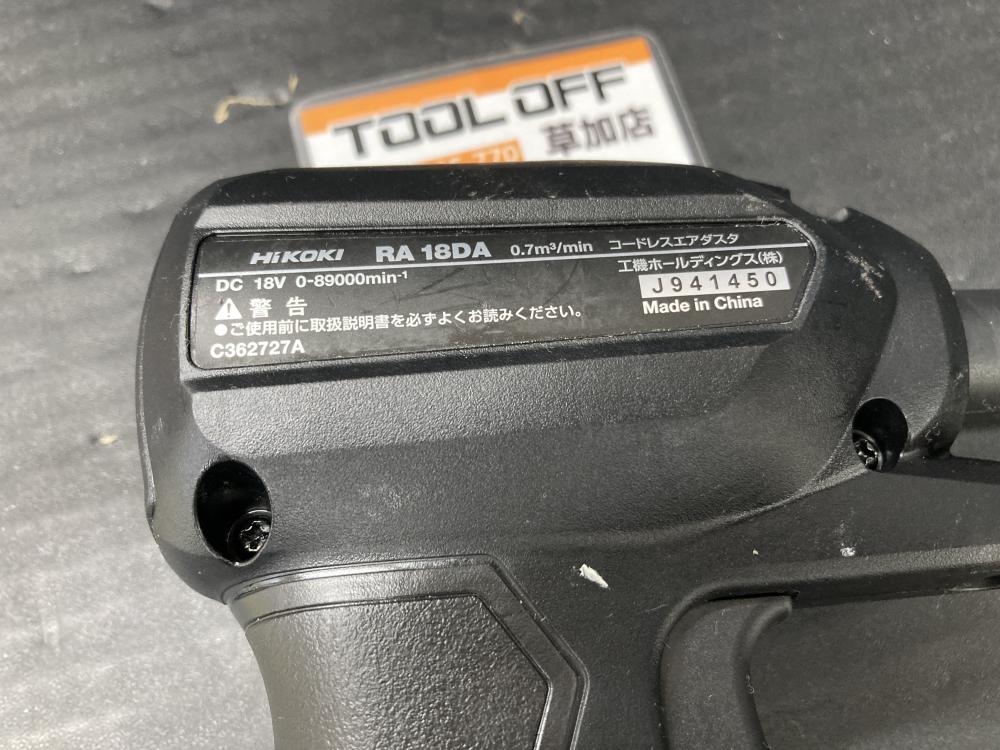 TOOL OFF
草加店
HiKOKI RA 18DA 0.7m³/min コードレスエアダスタ
DC 18V 0-89000min⁻¹ 工機ホールディングス(株)
J941450
⚠ 警告
Made in China
●ご使用前に取扱説明書を必ずよくお読みください。
C362727A